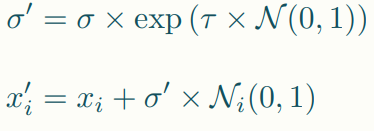 σ′ = σ × exp (τ × 𝒩(0, 1))
x′ᵢ = xᵢ + σ′ × 𝒩ᵢ(0, 1)